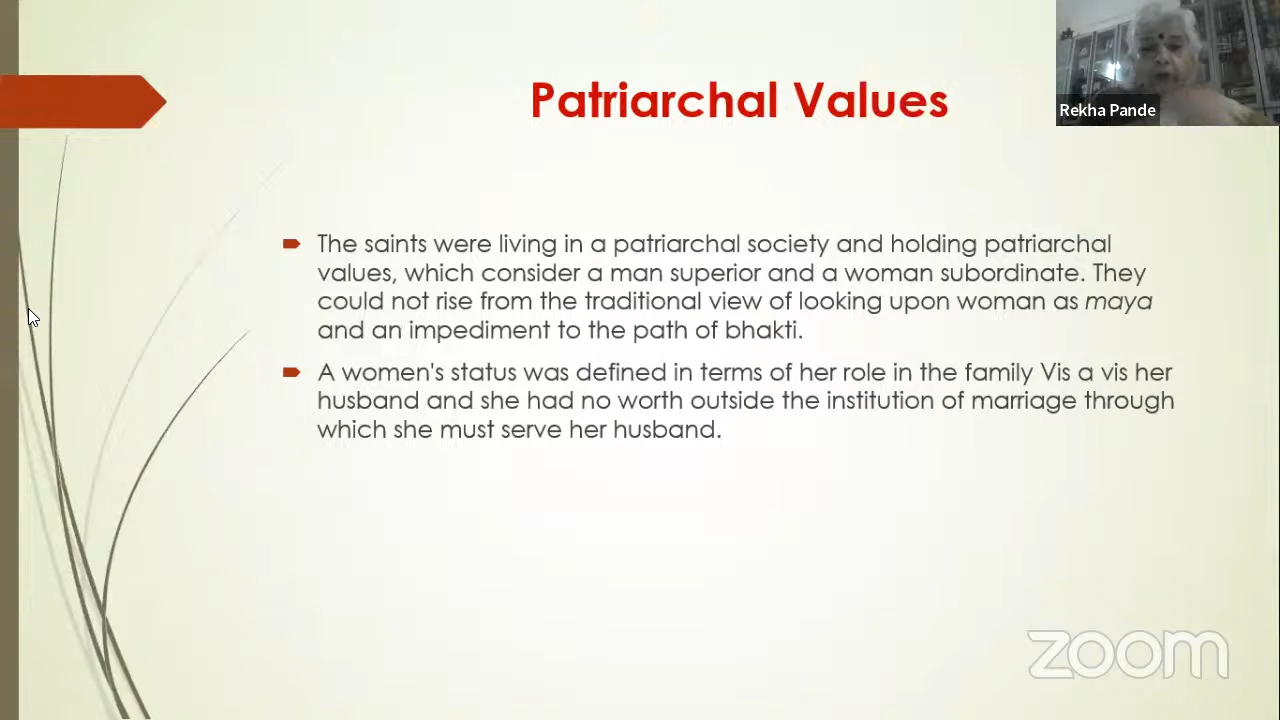 Patriarchal Values
Rekha Pande
The saints were living in a patriarchal society and holding patriarchal
values, which consider a man superior and a woman subordinate. They
could not rise from the traditional view of looking upon woman as maya
and an impediment to the path of bhakti.
A women's status was defined in terms of her role in the family Vis a vis her
husband and she had no worth outside the institution of marriage through
which she must serve her husband.
zoom